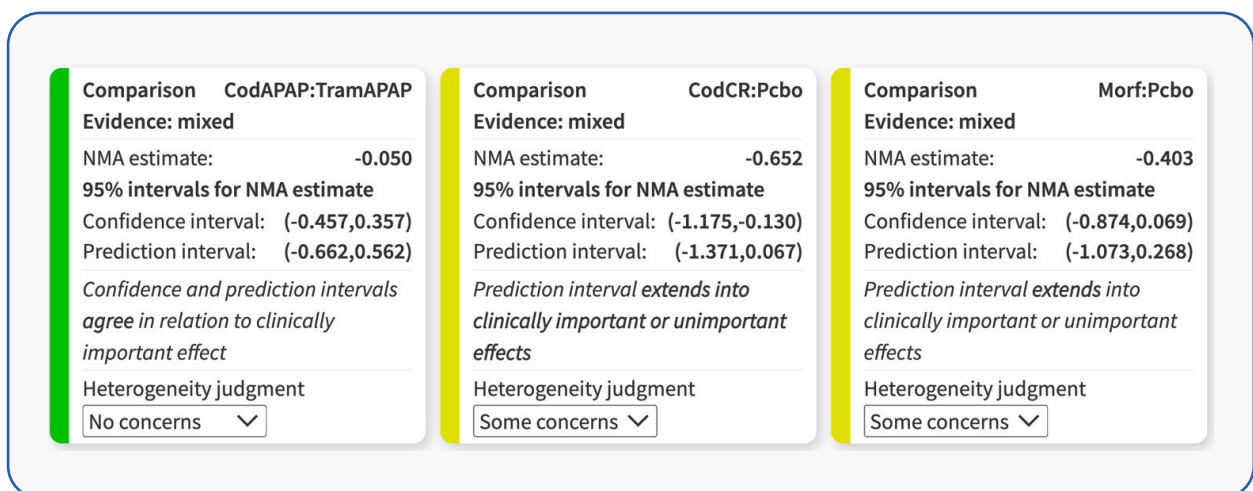 Comparison CodAPAP:TramAPAP
Evidence: mixed
NMA estimate: -0.050
95% intervals for NMA estimate
Confidence interval: (-0.457,0.357)
Prediction interval: (-0.662,0.562)
Confidence and prediction intervals
agree in relation to clinically
important effect
Heterogeneity judgment
No concerns
Comparison CodCR:Pcbo
Evidence: mixed
NMA estimate: -0.652
95% intervals for NMA estimate
Confidence interval: (-1.175,-0.130)
Prediction interval: (-1.371,0.067)
Prediction interval extends into
clinically important or unimportant
effects
Heterogeneity judgment
Some concerns
Comparison Morf:Pcbo
Evidence: mixed
NMA estimate: -0.403
95% intervals for NMA estimate
Confidence interval: (-0.874,0.069)
Prediction interval: (-1.073,0.268)
Prediction interval extends into
clinically important or unimportant
effects
Heterogeneity judgment
Some concerns